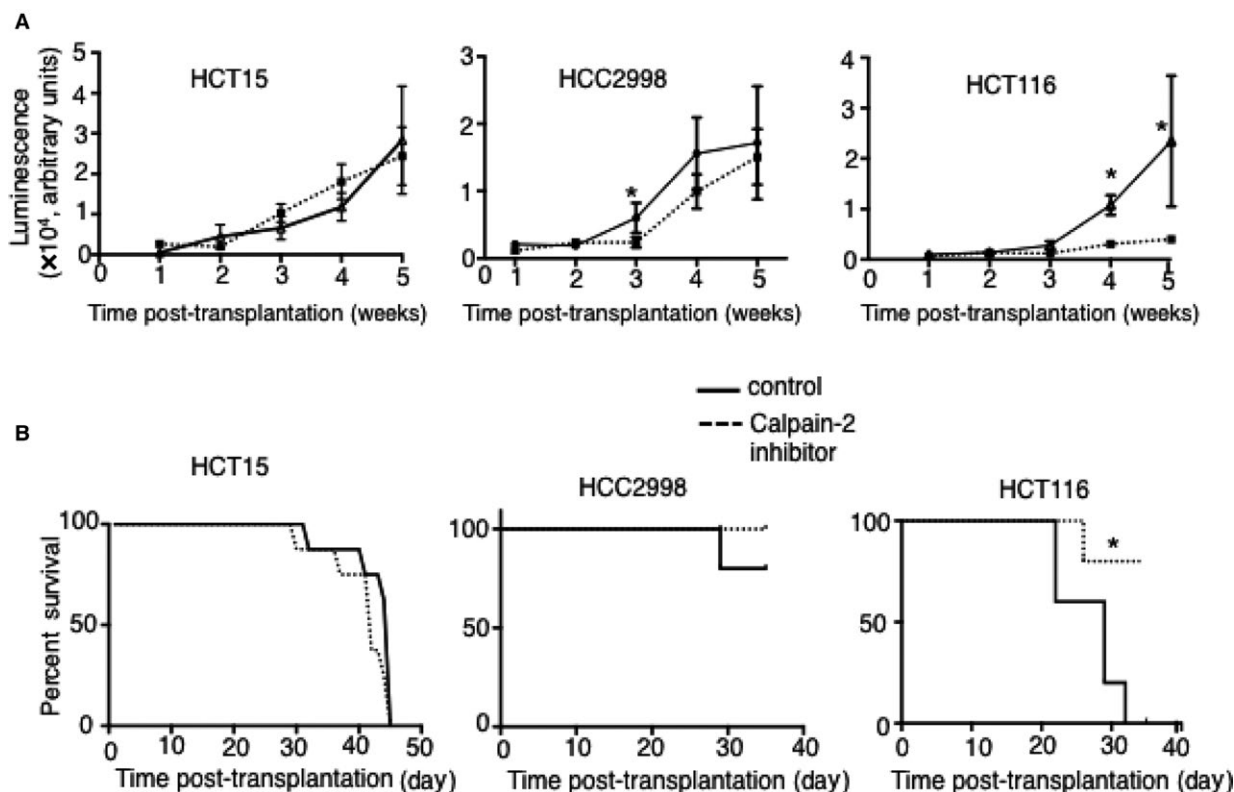 A
HCT15
HCC2998
HCT116
Luminescence
(×10⁴, arbitrary units)
5
4
3
2
1
0
0 1 2 3 4 5
Time post-transplantation (weeks)
3
2
1
0
0 1 2 3 4 5
*
Time post-transplantation (weeks)
4
3
2
1
0
0 1 2 3 4 5
*
*
Time post-transplantation (weeks)
control
Calpain-2
inhibitor
B
HCT15
HCC2998
HCT116
Percent survival
100
50
0
0 10 20 30 40 50
Time post-transplantation (day)
100
50
0
0 10 20 30 40
Time post-transplantation (day)
100
50
0
0 10 20 30 40
*
Time post-transplantation (day)